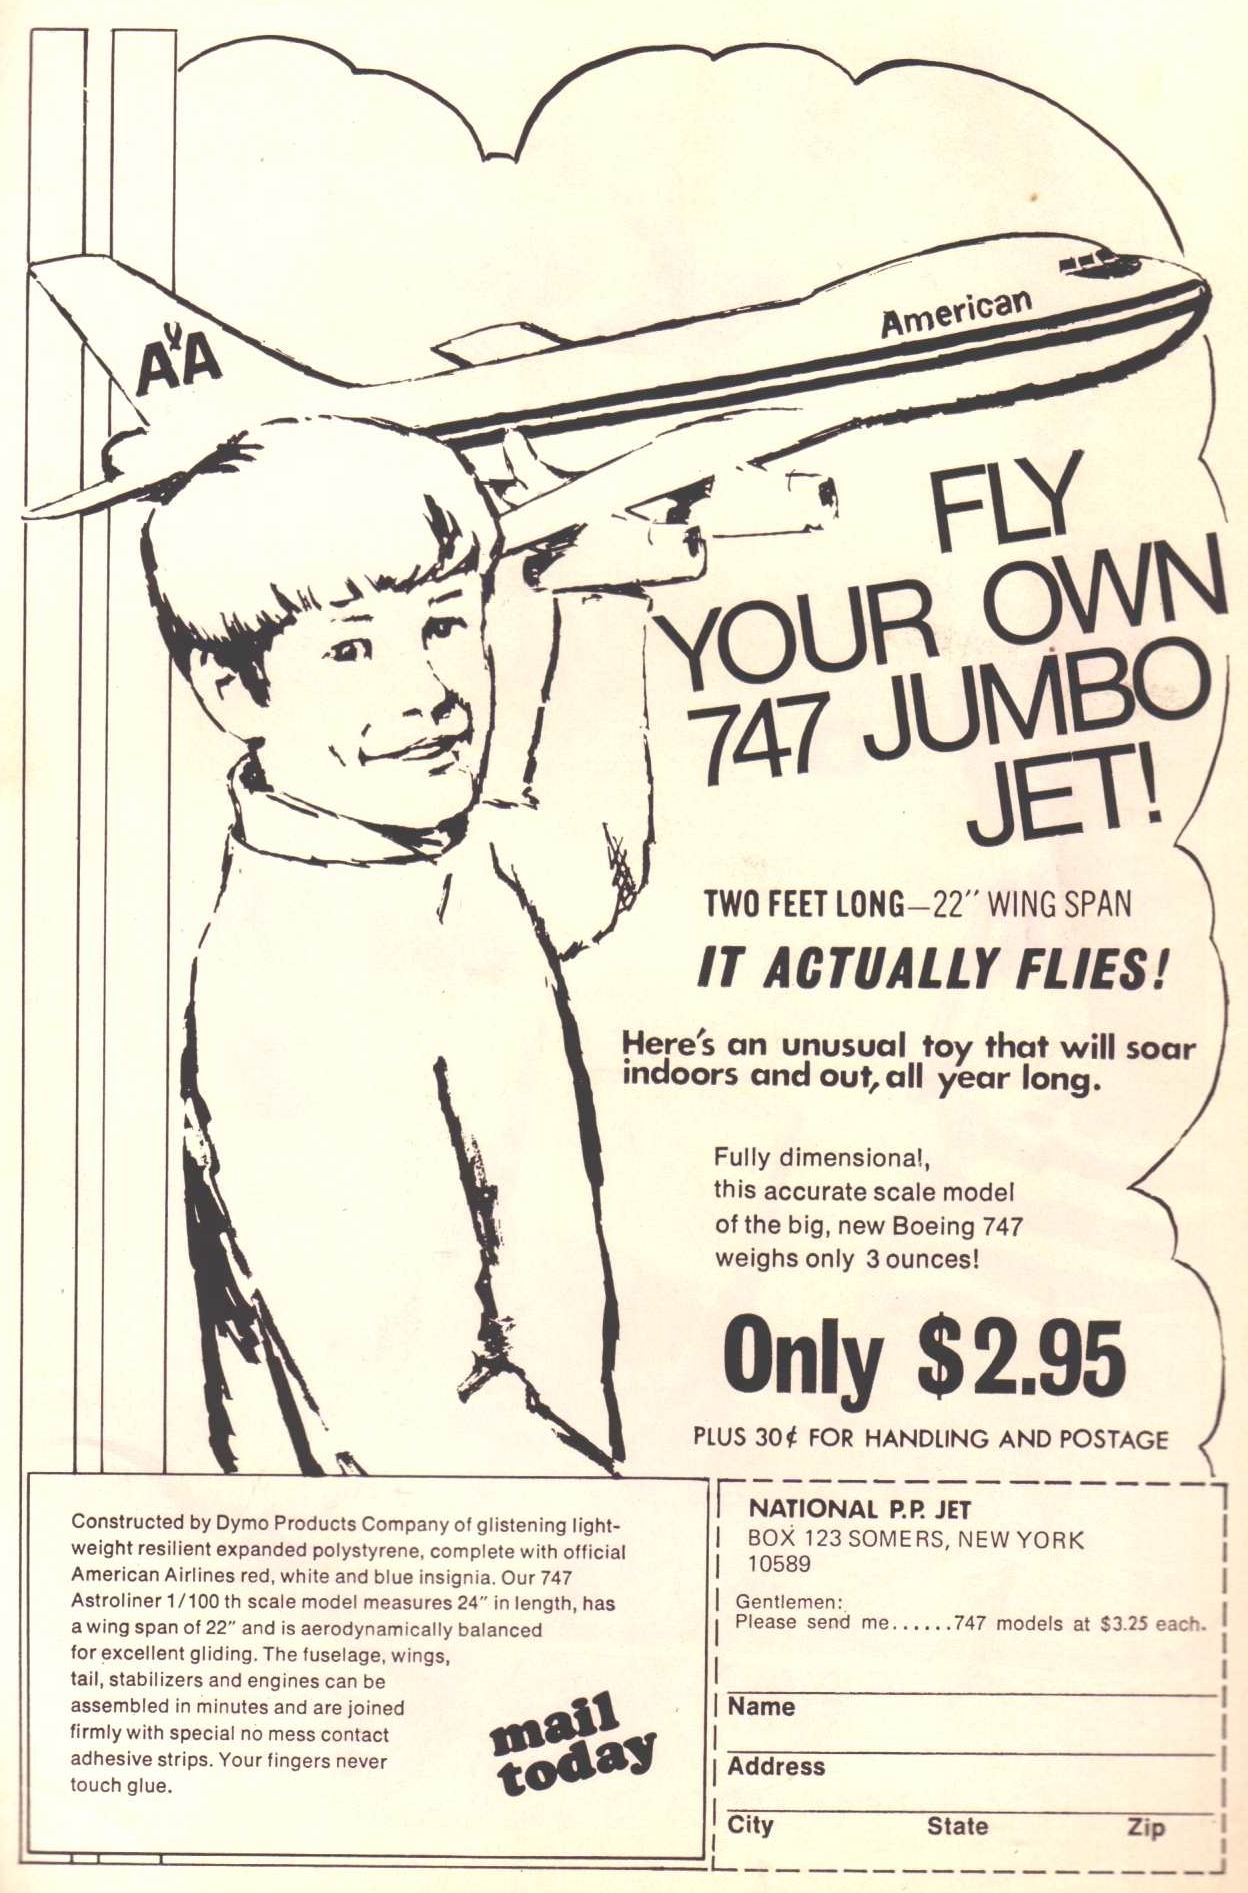 AA
American
FLY
YOUR OWN
747 JUMBO
JET!
TWO FEET LONG—22" WING SPAN
IT ACTUALLY FLIES!
Here's an unusual toy that will soar
indoors and out, all year long.
Fully dimensional,
this accurate scale model
of the big, new Boeing 747
weighs only 3 ounces!
Only $2.95
PLUS 30¢ FOR HANDLING AND POSTAGE
Constructed by Dymo Products Company of glistening light-
weight resilient expanded polystyrene, complete with official
American Airlines red, white and blue insignia. Our 747
Astroliner 1/100 th scale model measures 24" in length, has
a wing span of 22" and is aerodynamically balanced
for excellent gliding. The fuselage, wings,
tail, stabilizers and engines can be
assembled in minutes and are joined
firmly with special no mess contact
adhesive strips. Your fingers never
touch glue.
mail
today
NATIONAL P.P. JET
BOX 123 SOMERS, NEW YORK
10589
Gentlemen:
Please send me......747 models at $3.25 each.
Name
Address
City State Zip